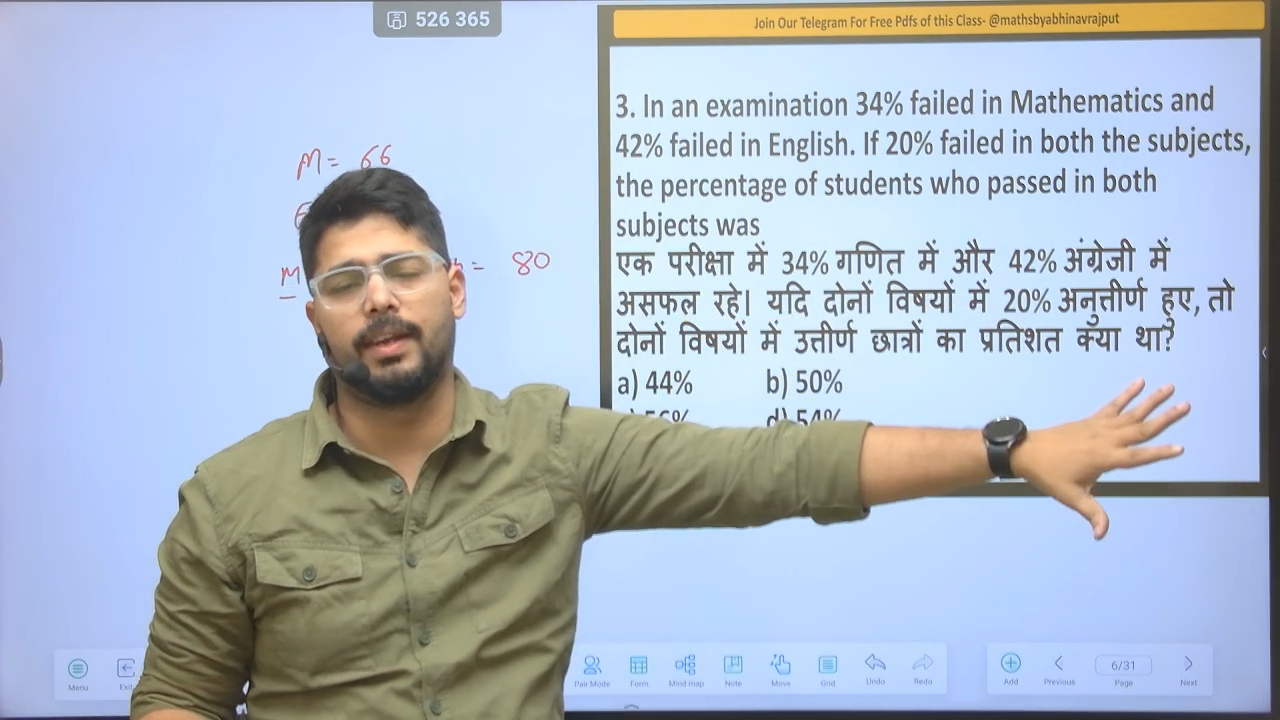 526 365
Join Our Telegram For Free Pdfs of this Class- @mathsbyabhinavrajput
3. In an examination 34% failed in Mathematics and
42% failed in English. If 20% failed in both the subjects,
the percentage of students who passed in both
subjects was
एक परीक्षा में 34% गणित में और 42% अंग्रेजी में
असफल रहे। यदि दोनों विषयों में 20% अनुत्तीर्ण हुए, तो
दोनों विषयों में उत्तीर्ण छात्रों का प्रतिशत क्या था?
a) 44% b) 50%
d) 54%
M = 66
M = 80
Menu Pair Mode Form Mind map Note Move Grid Undo Redo Add Previous 6/31 Page Next